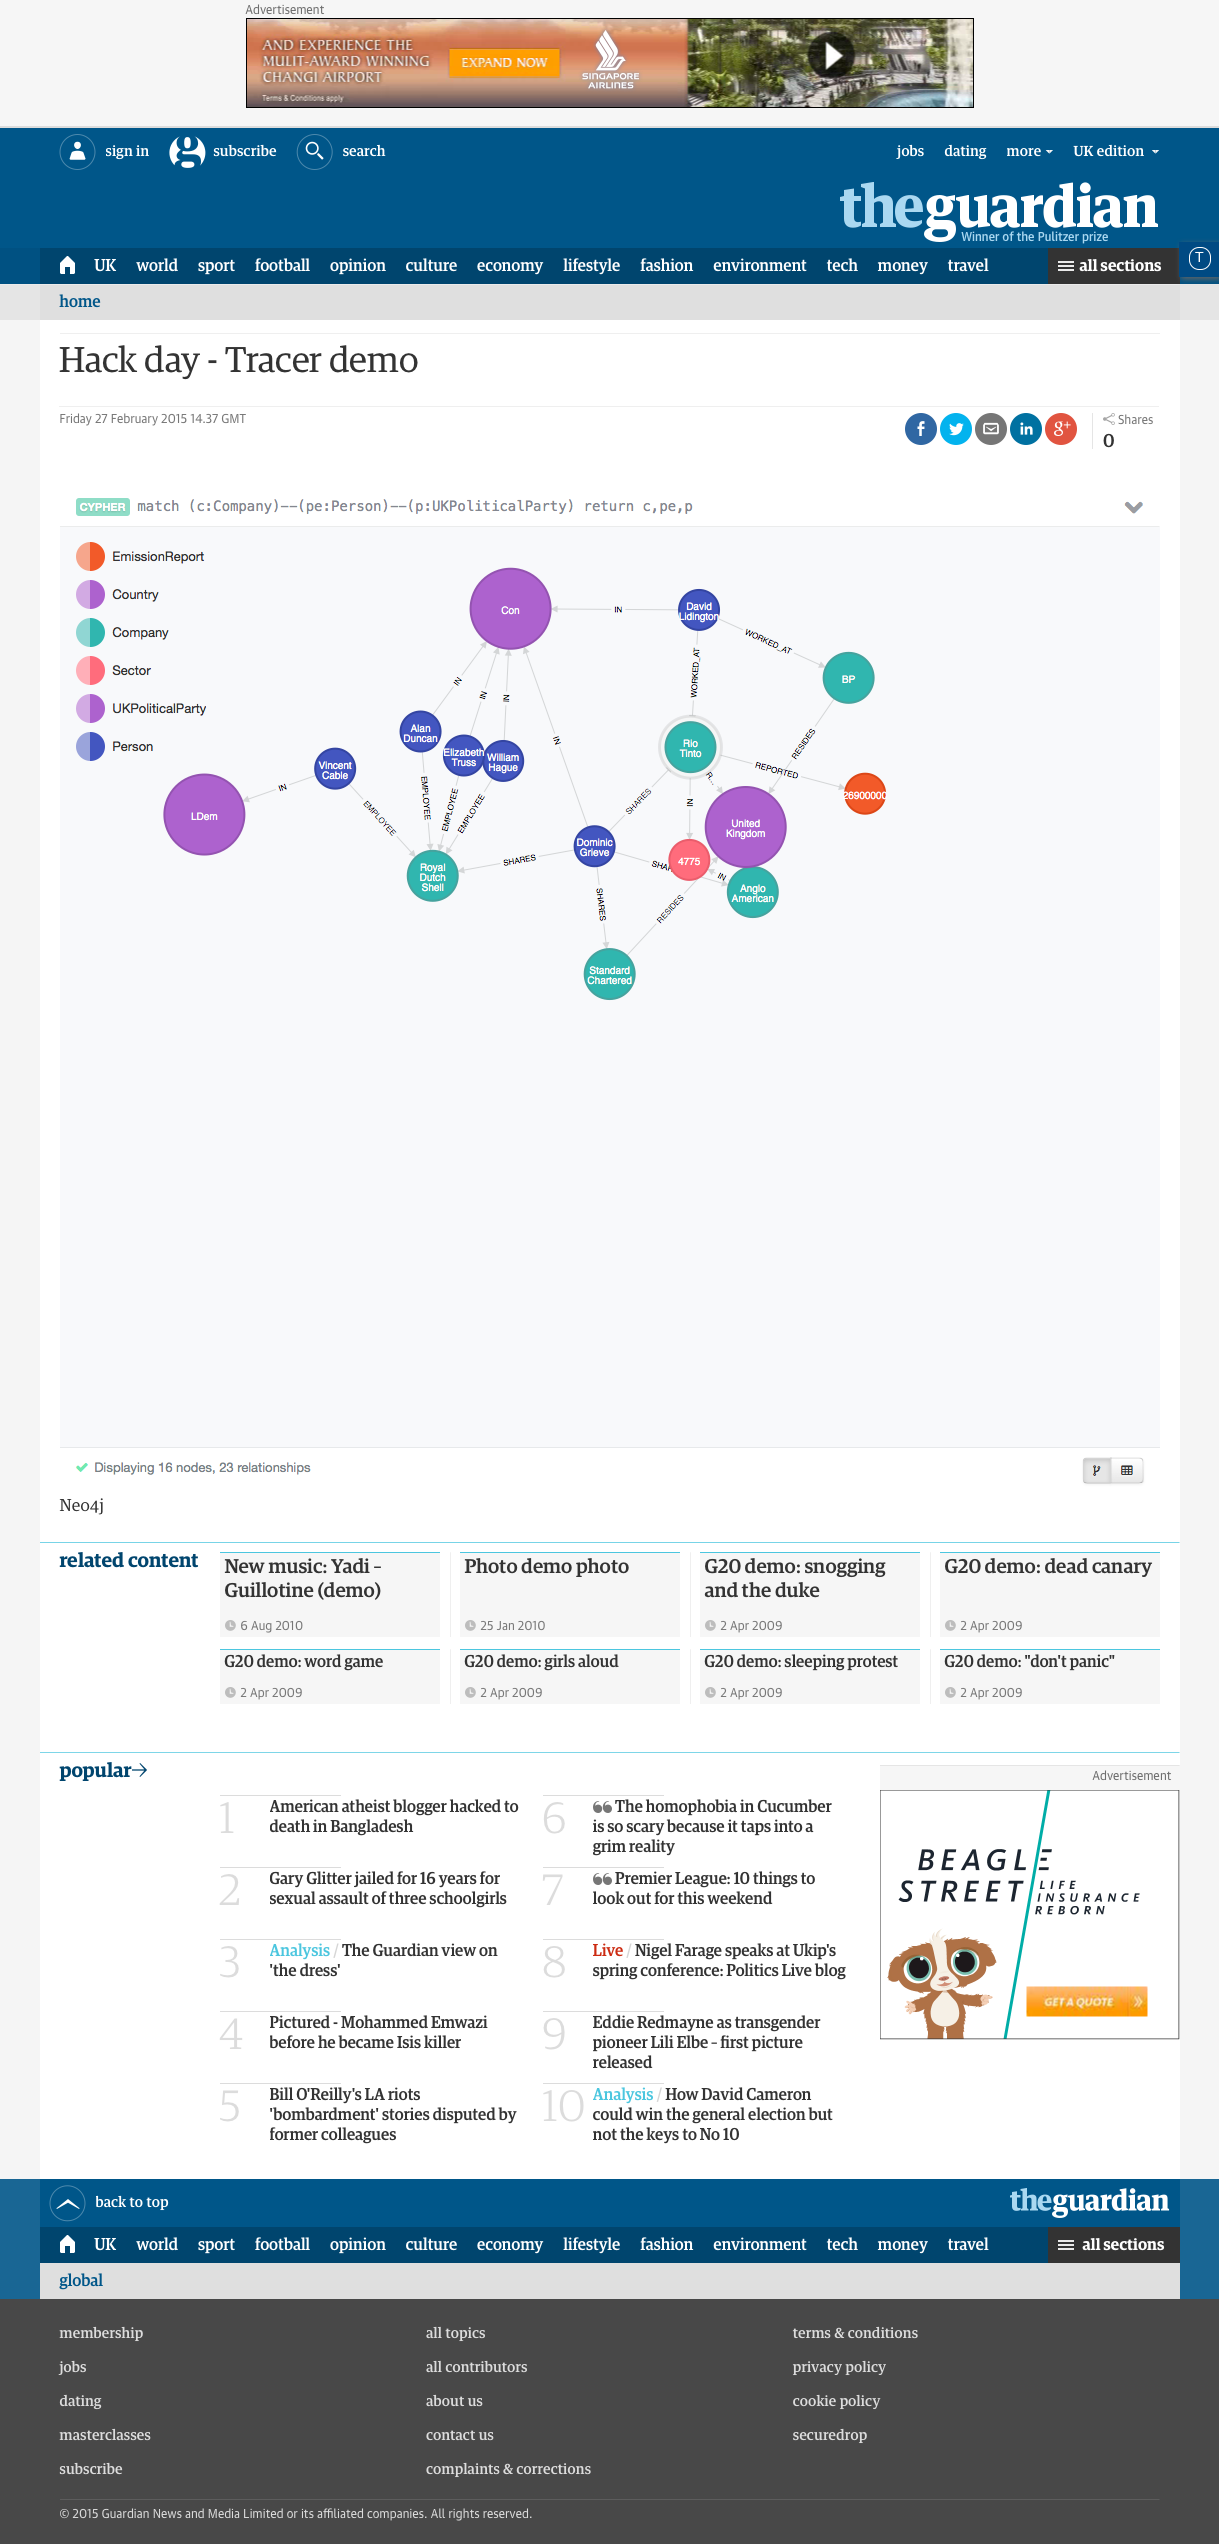 Advertisement
AND EXPERIENCE THE
MULIT-AWARD WINNING
CHANGI AIRPORT
Terms & Conditions apply
EXPAND NOW
SINGAPORE
AIRLINES
sign in subscribe search jobs dating more UK edition
theguardian
Winner of the Pulitzer prize
UK world sport football opinion culture economy lifestyle fashion environment tech money travel all sections
T
home
Hack day - Tracer demo
Friday 27 February 2015 14.37 GMT
Shares
0
CYPHER match (c:Company)--(pe:Person)--(p:UKPoliticalParty) return c,pe,p
EmissionReport
Country
Company
Sector
UKPoliticalParty
Person
Con
IN
David
Lidington
WORKED_AT
WORKED_AT
BP
IN
IN
IN
IN
Alan
Duncan
Elizabeth
Truss
William
Hague
Rio
Tinto
RESIDES
REPORTED
R...
Vincent
Cable
IN
LDem
EMPLOYEE
EMPLOYEE
EMPLOYEE
EMPLOYEE
SHARES
IN
26900000
United
Kingdom
Dominic
Grieve
SHARES
SHAR
4775
IN
Royal
Dutch
Shell
Anglo
American
SHARES
RESIDES
Standard
Chartered
Displaying 16 nodes, 23 relationships
Neo4j
related content
New music: Yadi –
Guillotine (demo)
6 Aug 2010
Photo demo photo
25 Jan 2010
G20 demo: snogging
and the duke
2 Apr 2009
G20 demo: dead canary
2 Apr 2009
G20 demo: word game
2 Apr 2009
G20 demo: girls aloud
2 Apr 2009
G20 demo: sleeping protest
2 Apr 2009
G20 demo: "don't panic"
2 Apr 2009
popular
1 American atheist blogger hacked to
death in Bangladesh
2 Gary Glitter jailed for 16 years for
sexual assault of three schoolgirls
3 Analysis / The Guardian view on
'the dress'
4 Pictured - Mohammed Emwazi
before he became Isis killer
5 Bill O'Reilly's LA riots
'bombardment' stories disputed by
former colleagues
6 The homophobia in Cucumber
is so scary because it taps into a
grim reality
7 Premier League: 10 things to
look out for this weekend
8 Live / Nigel Farage speaks at Ukip's
spring conference: Politics Live blog
9 Eddie Redmayne as transgender
pioneer Lili Elbe – first picture
released
10 Analysis / How David Cameron
could win the general election but
not the keys to No 10
Advertisement
BEAGLE
STREET
LIFE
INSURANCE
REBORN
GET A QUOTE
back to top
theguardian
UK world sport football opinion culture economy lifestyle fashion environment tech money travel all sections
global
membership
jobs
dating
masterclasses
subscribe
all topics
all contributors
about us
contact us
complaints & corrections
terms & conditions
privacy policy
cookie policy
securedrop
© 2015 Guardian News and Media Limited or its affiliated companies. All rights reserved.